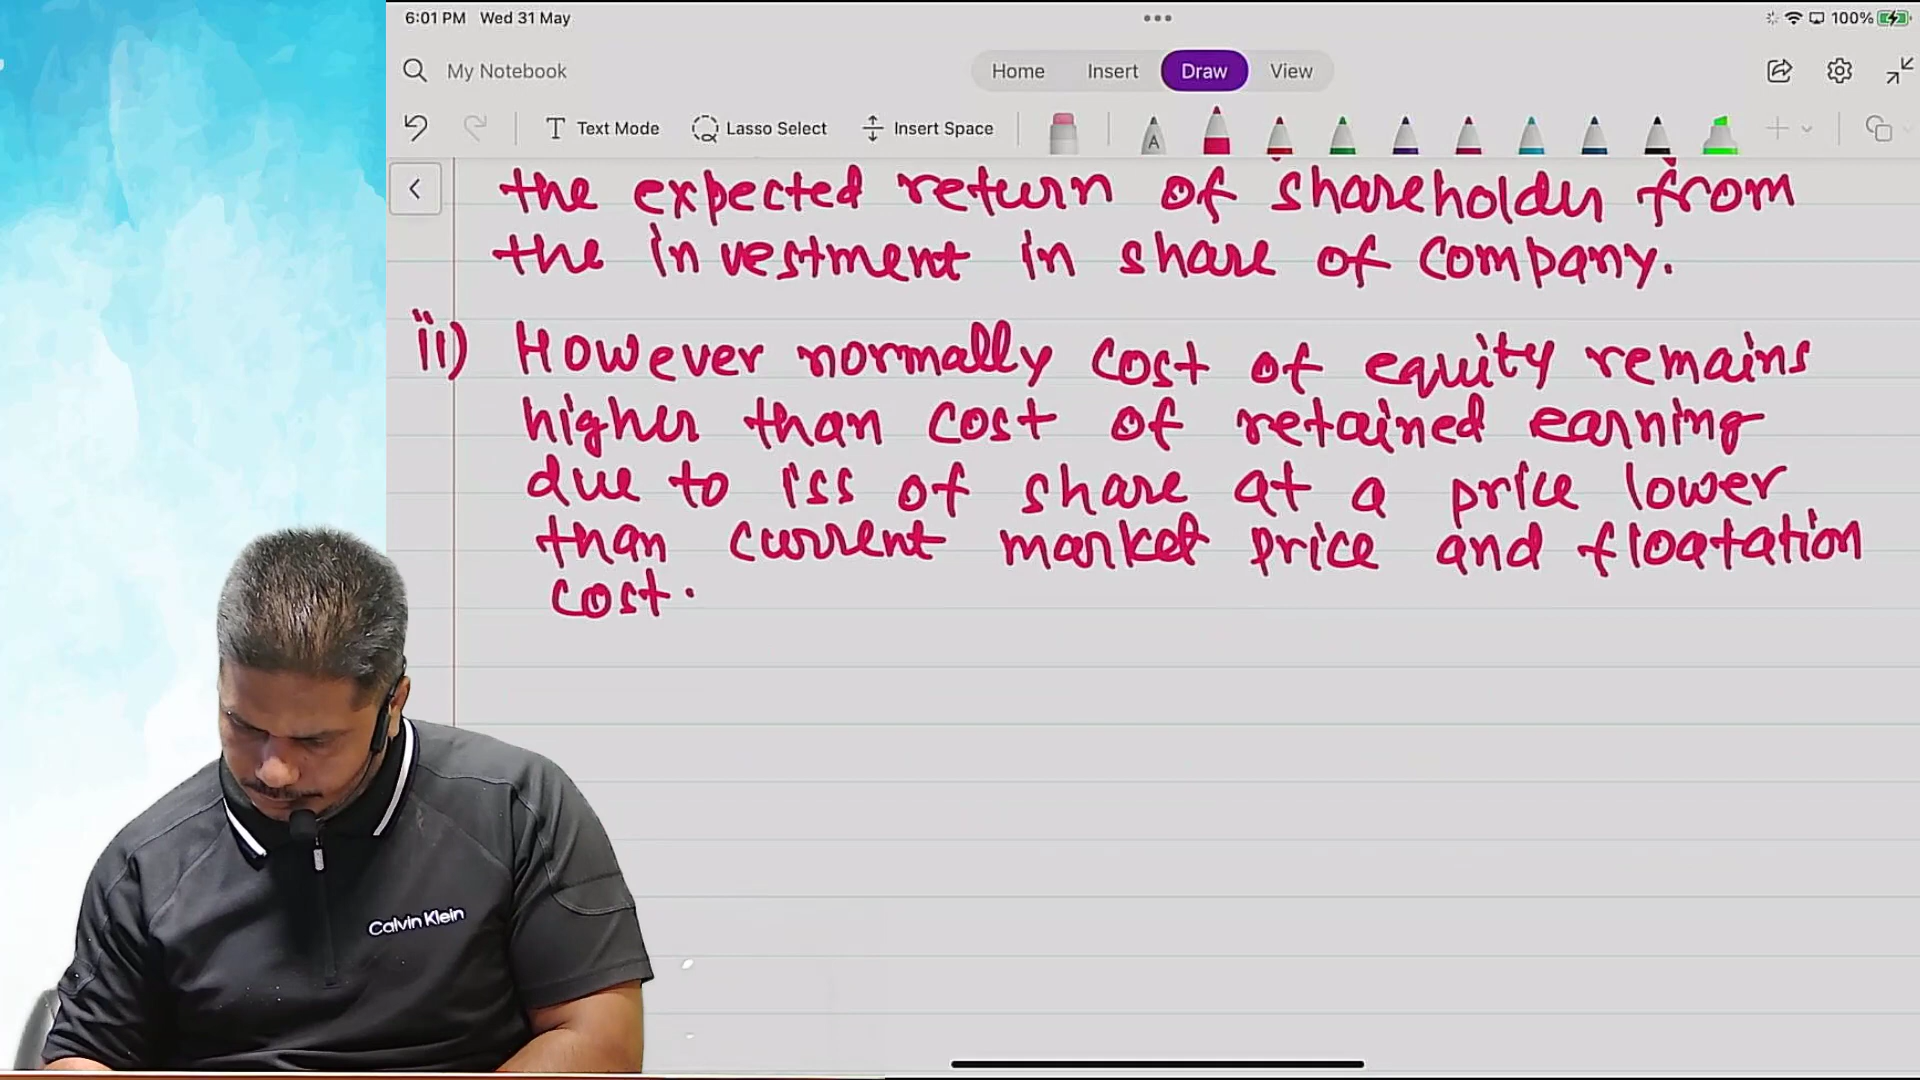 6:01 PM Wed 31 May
100%
My Notebook
Home Insert Draw View
Text Mode Lasso Select Insert Space
A
the expected return of shareholder from
the investment in share of company.
ii) However normally cost of equity remains
higher than cost of retained earning
due to iss of share at a price lower
than current market price and floatation
cost.
Calvin Klein